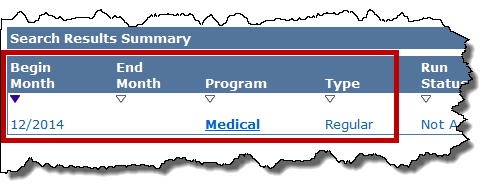 Search Results Summary
Begin Month End Month Program Type Run Status
12/2014 Medical Regular Not A